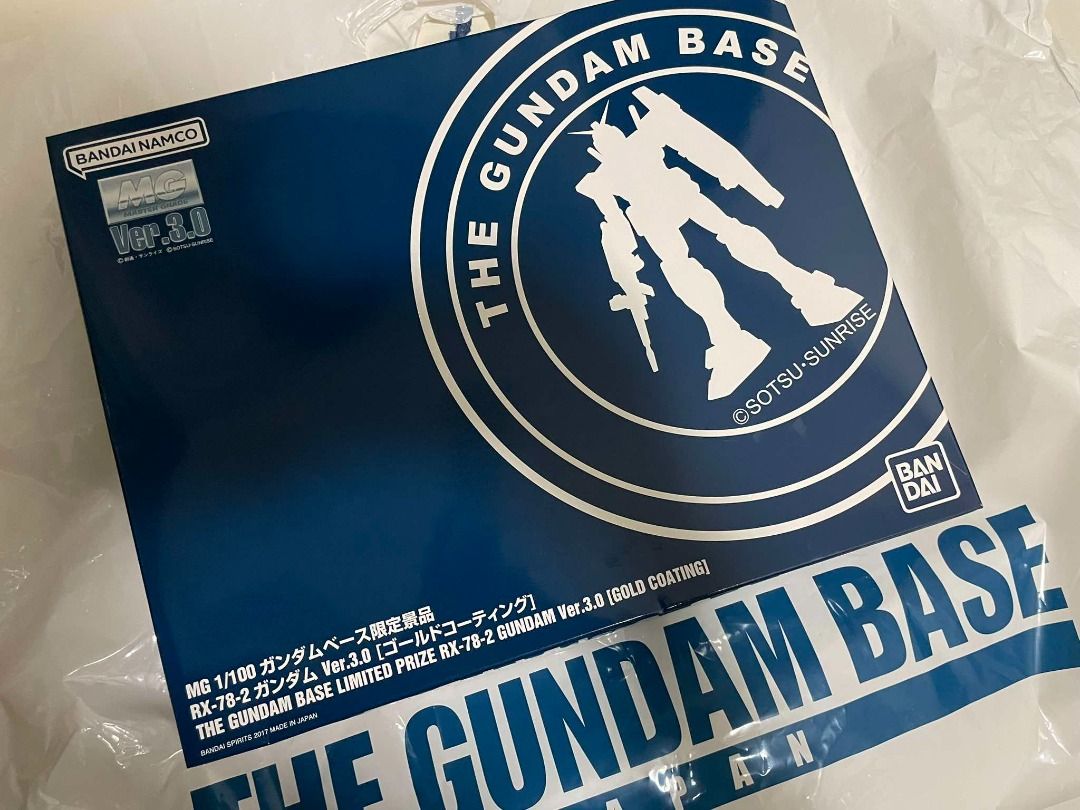 THE GUNDAM BASE
BANDAI NAMCO
MG
MASTER GRADE
Ver.3.0
©創通・サンライズ ©SOTSU・SUNRISE
©SOTSU・SUNRISE
BAN
DAI
MG 1/100 ガンダムベース限定景品
RX-78-2 ガンダム Ver.3.0 [ゴールドコーティング]
THE GUNDAM BASE LIMITED PRIZE RX-78-2 GUNDAM Ver.3.0 [GOLD COATING]
BANDAI SPIRITS 2017 MADE IN JAPAN
THE GUNDAM BASE
APAN